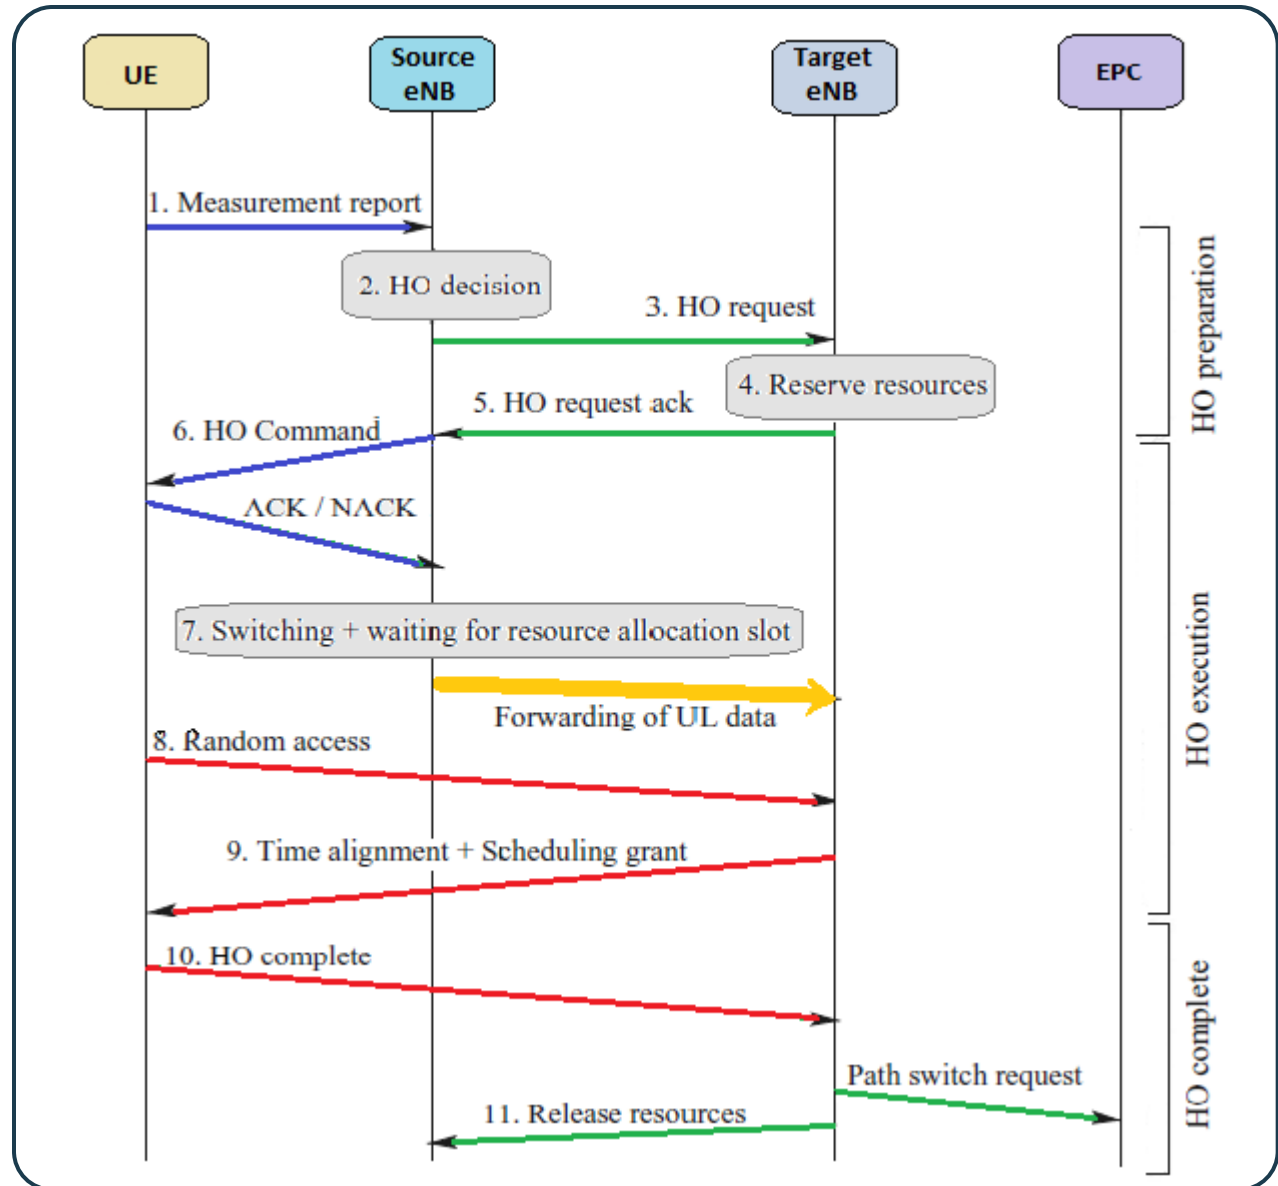 UE
Source
eNB
Target
eNB
EPC
1. Measurement report
2. HO decision
3. HO request
4. Reserve resources
5. HO request ack
6. HO Command
ACK / NACK
7. Switching + waiting for resource allocation slot
Forwarding of UL data
8. Random access
9. Time alignment + Scheduling grant
10. HO complete
Path switch request
11. Release resources
HO preparation
HO execution
HO complete